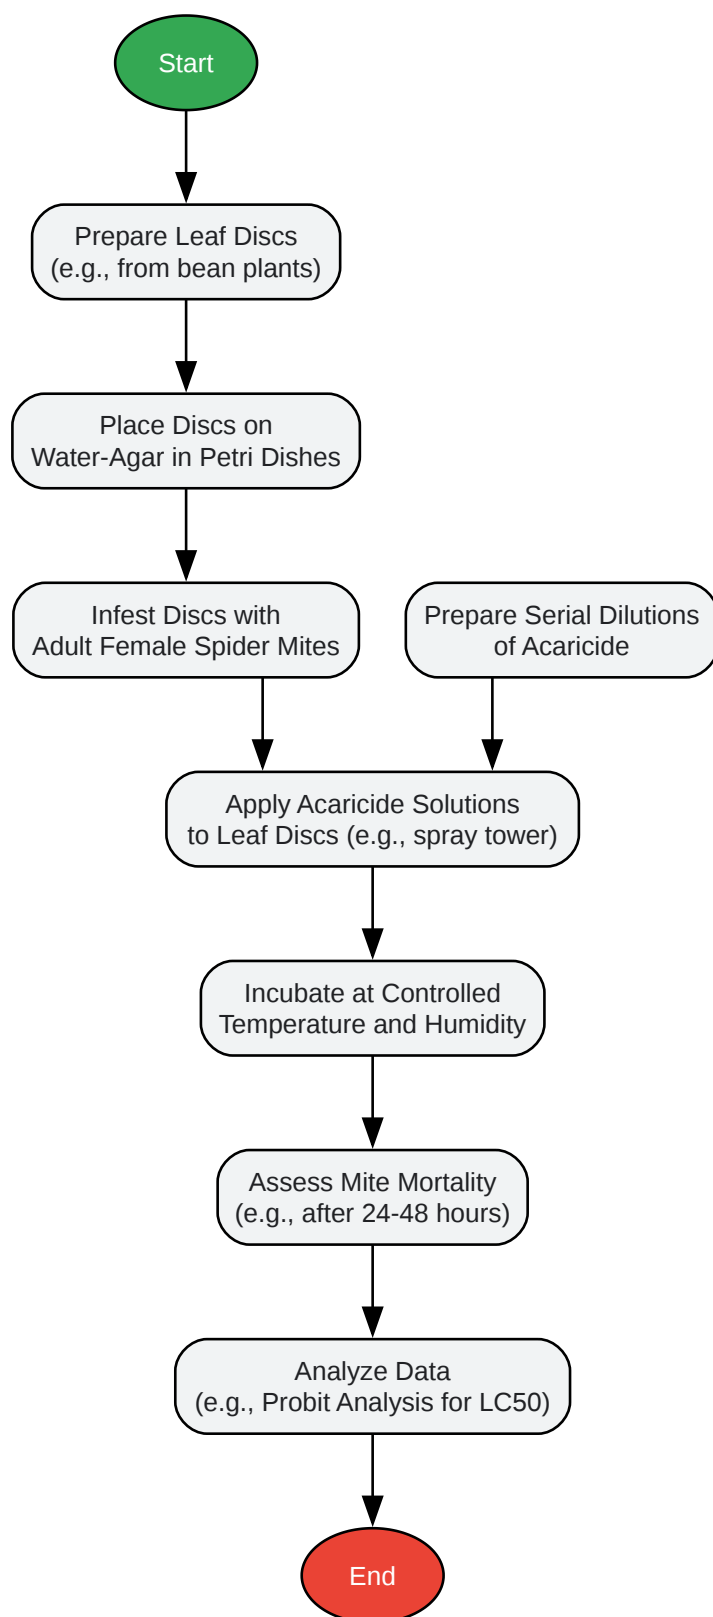 Start
Prepare Leaf Discs
(e.g., from bean plants)
Place Discs on
Water-Agar in Petri Dishes
Infest Discs with
Adult Female Spider Mites
Prepare Serial Dilutions
of Acaricide
Apply Acaricide Solutions
to Leaf Discs (e.g., spray tower)
Incubate at Controlled
Temperature and Humidity
Assess Mite Mortality
(e.g., after 24-48 hours)
Analyze Data
(e.g., Probit Analysis for LC50)
End